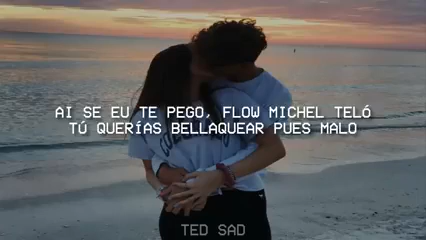 AI SE EU TE PEGO, FLOW MICHEL TELÓ
TÚ QUERÍAS BELLAQUEAR PUES MALO
TED SAD